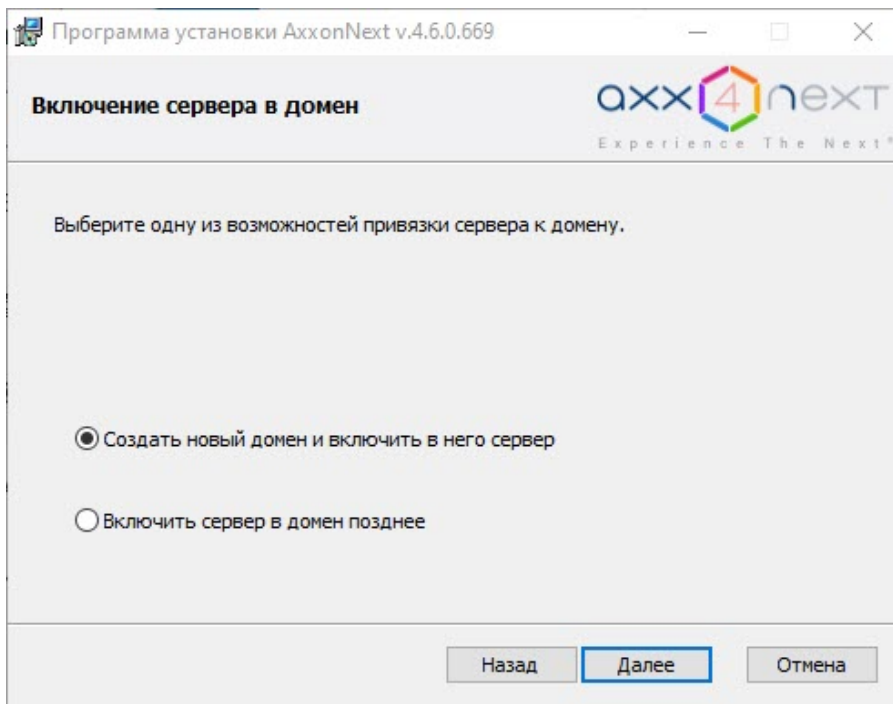 Программа установки AxxonNext v.4.6.0.669
Включение сервера в домен
axx4next
Experience The Next
Выберите одну из возможностей привязки сервера к домену.
Создать новый домен и включить в него сервер
Включить сервер в домен позднее
Назад Далее Отмена